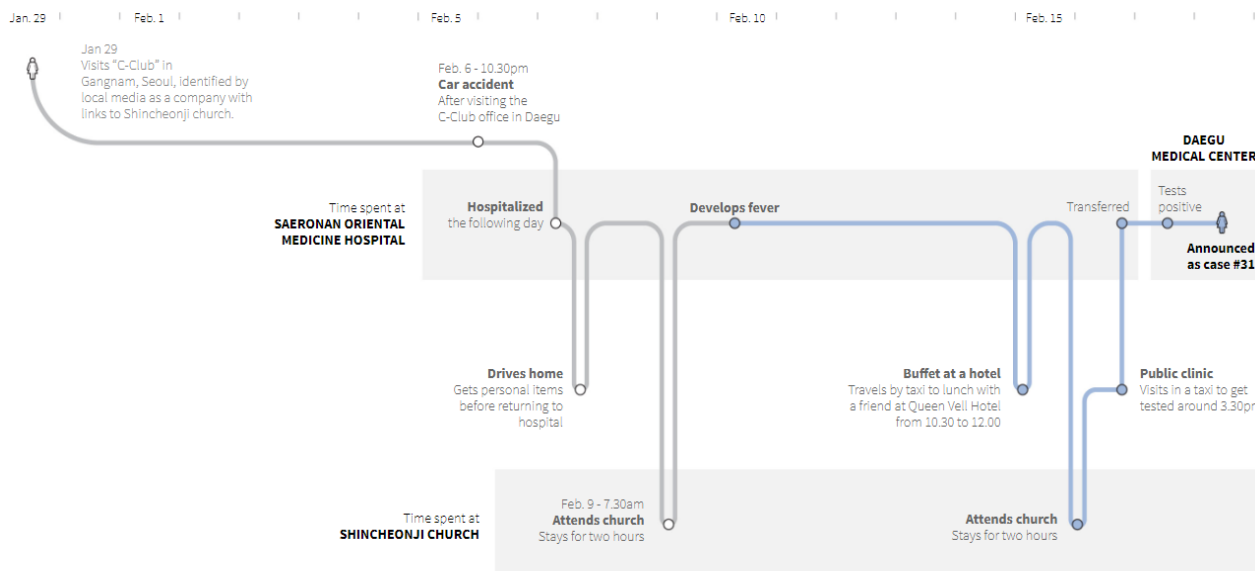 Jan. 29
Feb. 1
Feb. 5
Feb. 10
Feb. 15
Jan 29
Visits “C-Club” in
Gangnam, Seoul, identified by
local media as a company with
links to Shincheonji church.
Feb. 6 - 10.30pm
Car accident
After visiting the
C-Club office in Daegu
DAEGU
MEDICAL CENTER
Time spent at
SAERONAN ORIENTAL
MEDICINE HOSPITAL
Hospitalized
the following day
Develops fever
Transferred
Tests
positive
Announced
as case #31
Drives home
Gets personal items
before returning to
hospital
Buffet at a hotel
Travels by taxi to lunch with
a friend at Queen Vell Hotel
from 10.30 to 12.00
Public clinic
Visits in a taxi to get
tested around 3.30pm
Time spent at
SHINCHEONJI CHURCH
Feb. 9 - 7.30am
Attends church
Stays for two hours
Attends church
Stays for two hours